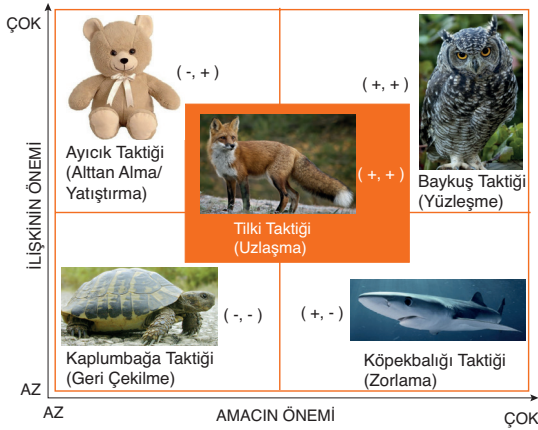 ÇOK
( -, + )
( +, + )
Ayıcık Taktiği
(Alttan Alma/
Yatıştırma)
( +, + )
Tilki Taktiği
(Uzlaşma)
Baykuş Taktiği
(Yüzleşme)
İLİŞKİNİN ÖNEMİ
( -, - )
( +, - )
Kaplumbağa Taktiği
(Geri Çekilme)
Köpekbalığı Taktiği
(Zorlama)
AZ
AZ
AMACIN ÖNEMİ
ÇOK